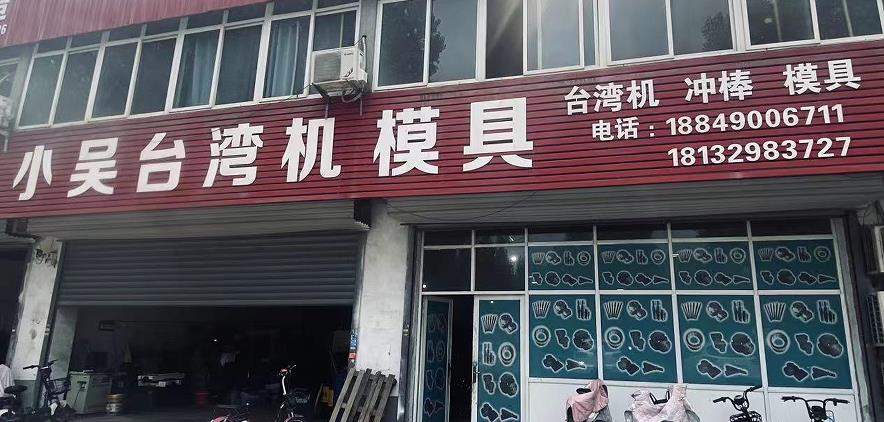 小吴台湾机 模具
台湾机 冲棒 模具
电话：18849006711
18132983727